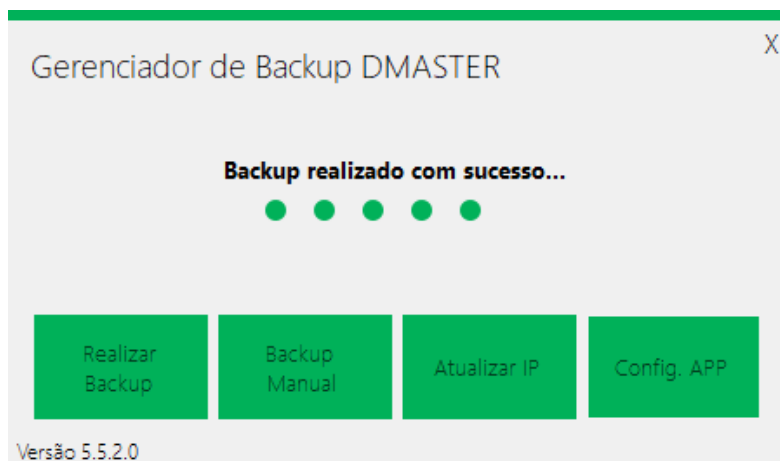 X
Gerenciador de Backup DMASTER
Backup realizado com sucesso...
Realizar
Backup
Backup
Manual
Atualizar IP
Config. APP
Versão 5.5.2.0